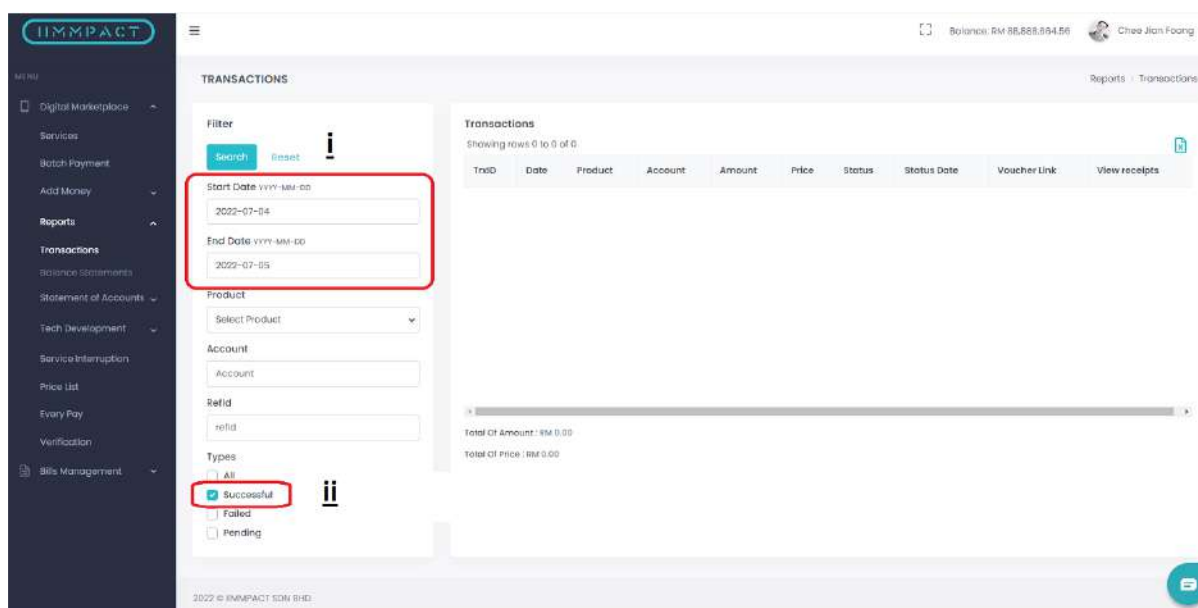 IIMMPACT
Balance: RM 88,888,864.56
Chee Jian Foong
MENU
Digital Marketplace
Services
Batch Payment
Add Money
Reports
Transactions
Balance Statements
Statement of Accounts
Tech Development
Service Interruption
Price List
Every Pay
Verification
Bills Management
TRANSACTIONS
Reports Transactions
Filter
i
Search Reset
Start Date YYYY-MM-DD
2022-07-04
End Date YYYY-MM-DD
2022-07-05
Product
Select Product
Account
Account
RefId
refid
Types
All
Successful
ii
Failed
Pending
Transactions
Showing rows 0 to 0 of 0
TrxID Date Product Account Amount Price Status Status Date Voucher Link View receipts
Total Of Amount : RM 0.00
Total Of Price : RM 0.00
2022 © IIMMPACT SDN BHD